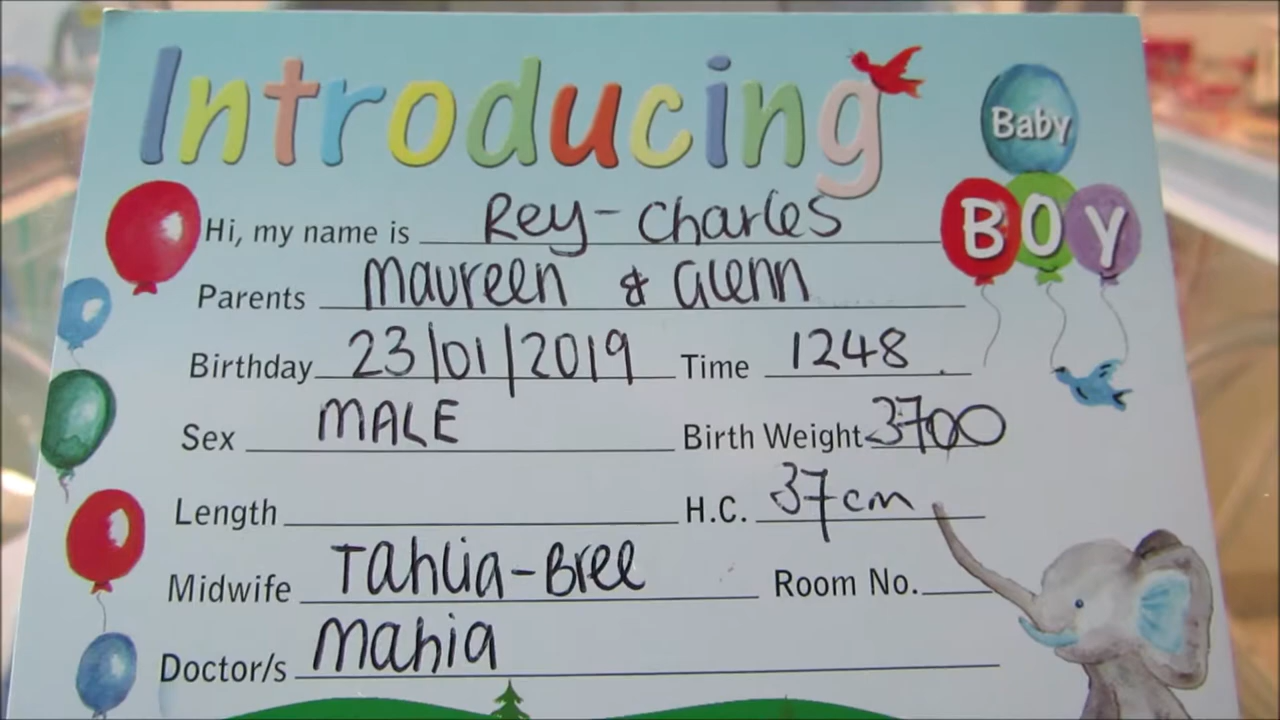 Introducing
Baby
BOY
Hi, my name is Rey-Charles
Parents Maureen & Glenn
Birthday 23/01/2019 Time 1248
Sex MALE Birth Weight 3700
Length H.C. 37cm
Midwife Tahlia-Bree Room No.
Doctor/s Mahia